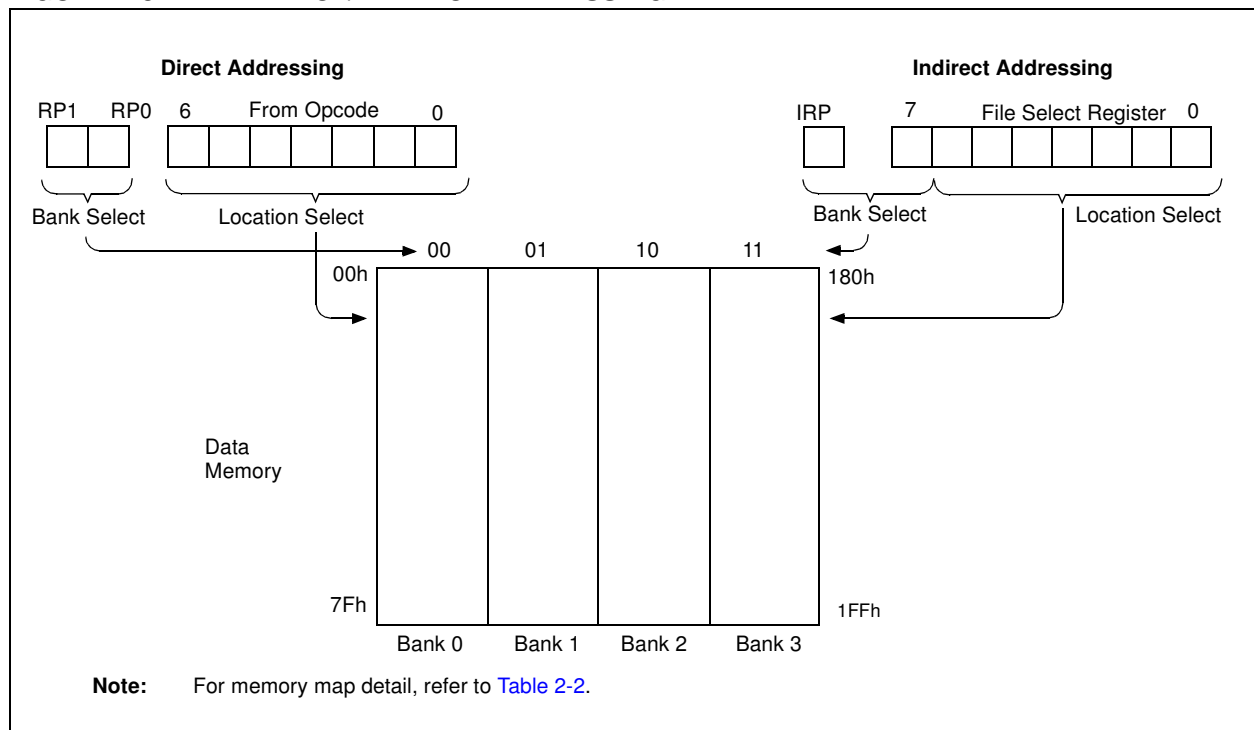 Direct Addressing
Indirect Addressing
RP1 RP0 6 From Opcode 0
IRP 7 File Select Register 0
Bank Select Location Select
Bank Select Location Select
00 01 10 11
00h 180h
Data
Memory
7Fh 1FFh
Bank 0 Bank 1 Bank 2 Bank 3
Note: For memory map detail, refer to Table 2-2.